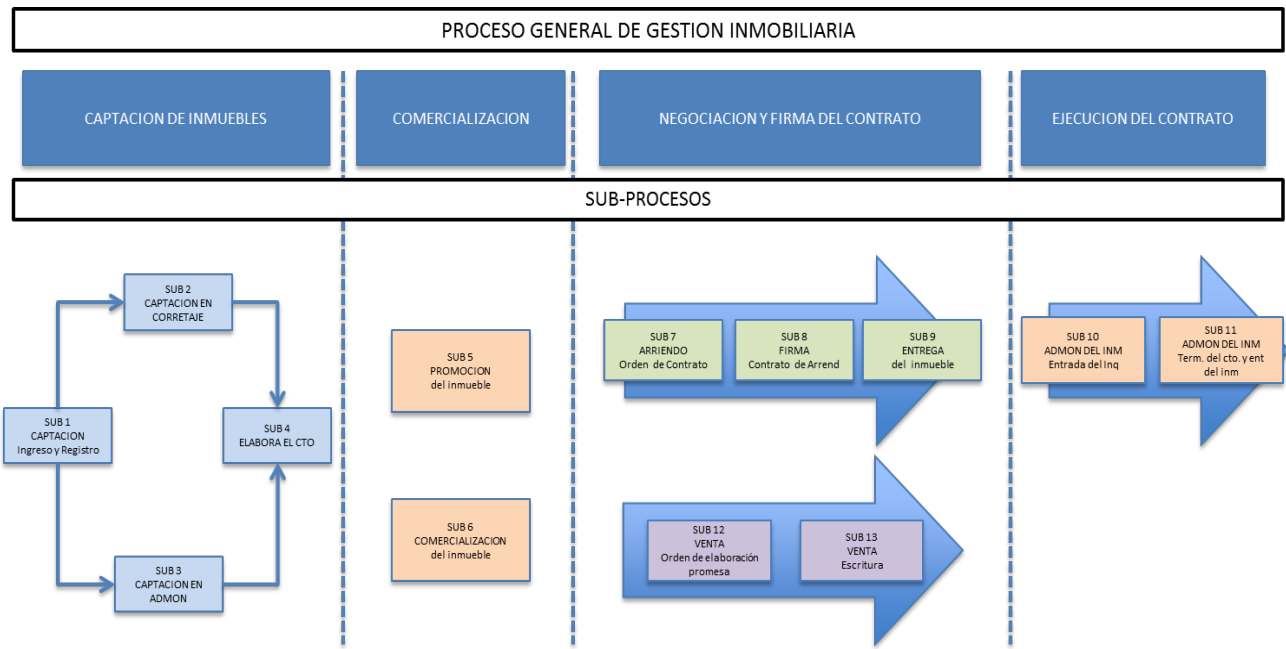 PROCESO GENERAL DE GESTION INMOBILIARIA
CAPTACION DE INMUEBLES
COMERCIALIZACION
NEGOCIACION Y FIRMA DEL CONTRATO
EJECUCION DEL CONTRATO
SUB-PROCESOS
SUB 1
CAPTACION
Ingreso y Registro
SUB 2
CAPTACION EN
CORRETAJE
SUB 3
CAPTACION EN
ADMON
SUB 4
ELABORA EL CTO
SUB 5
PROMOCION
del inmueble
SUB 6
COMERCIALIZACION
del inmueble
SUB 7
ARRIENDO
Orden de Contrato
SUB 8
FIRMA
Contrato de Arrend
SUB 9
ENTREGA
del inmueble
SUB 12
VENTA
Orden de elaboración
promesa
SUB 13
VENTA
Escritura
SUB 10
ADMON DEL INM
Entrada del Inq
SUB 11
ADMON DEL INM
Term. del cto. y ent
del inm